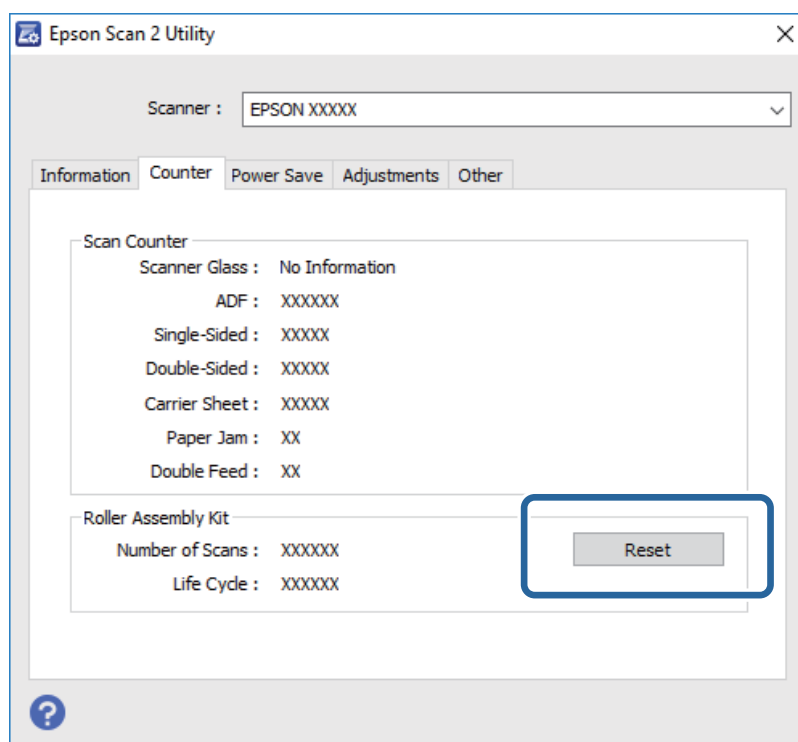 Epson Scan 2 Utility
Scanner : EPSON XXXXX
Information Counter Power Save Adjustments Other
Scan Counter
Scanner Glass : No Information
ADF : XXXXXX
Single-Sided : XXXXX
Double-Sided : XXXXX
Carrier Sheet : XXXXX
Paper Jam : XX
Double Feed : XX
Roller Assembly Kit
Number of Scans : XXXXXX Reset
Life Cycle : XXXXXX
?